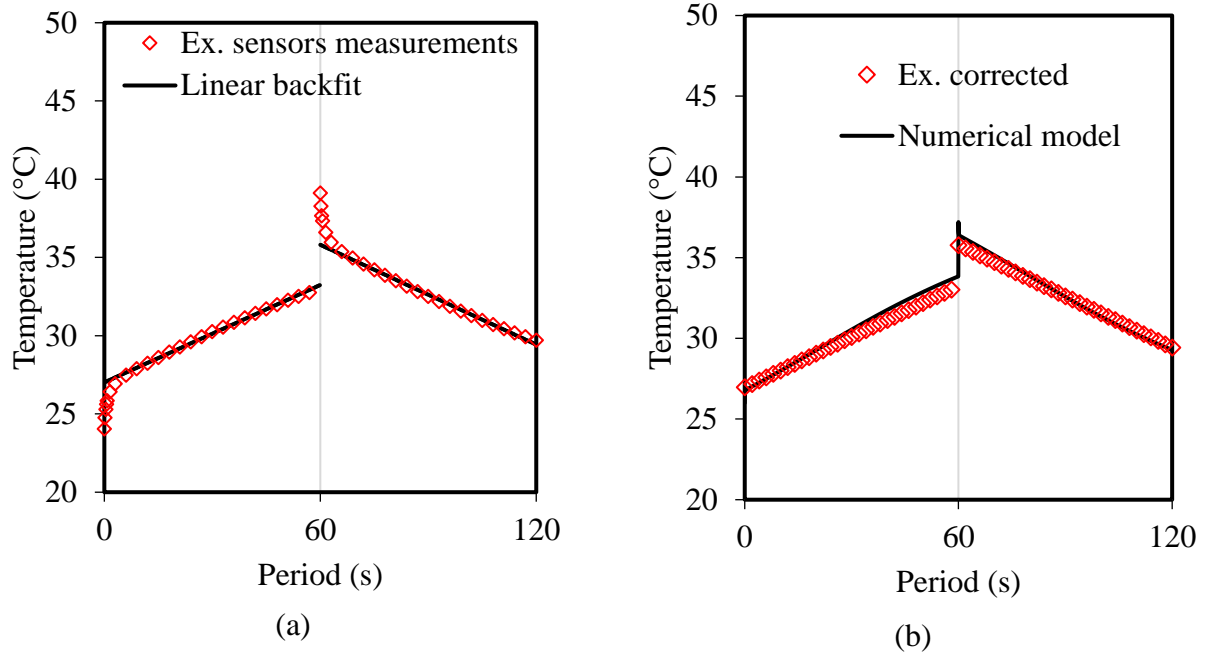 50
45
40
35
30
25
20
Temperature (°C)
Ex. sensors measurements
Linear backfit
0
60
120
Period (s)
(a)
50
45
40
35
30
25
20
Temperature (°C)
Ex. corrected
Numerical model
0
60
120
Period (s)
(b)